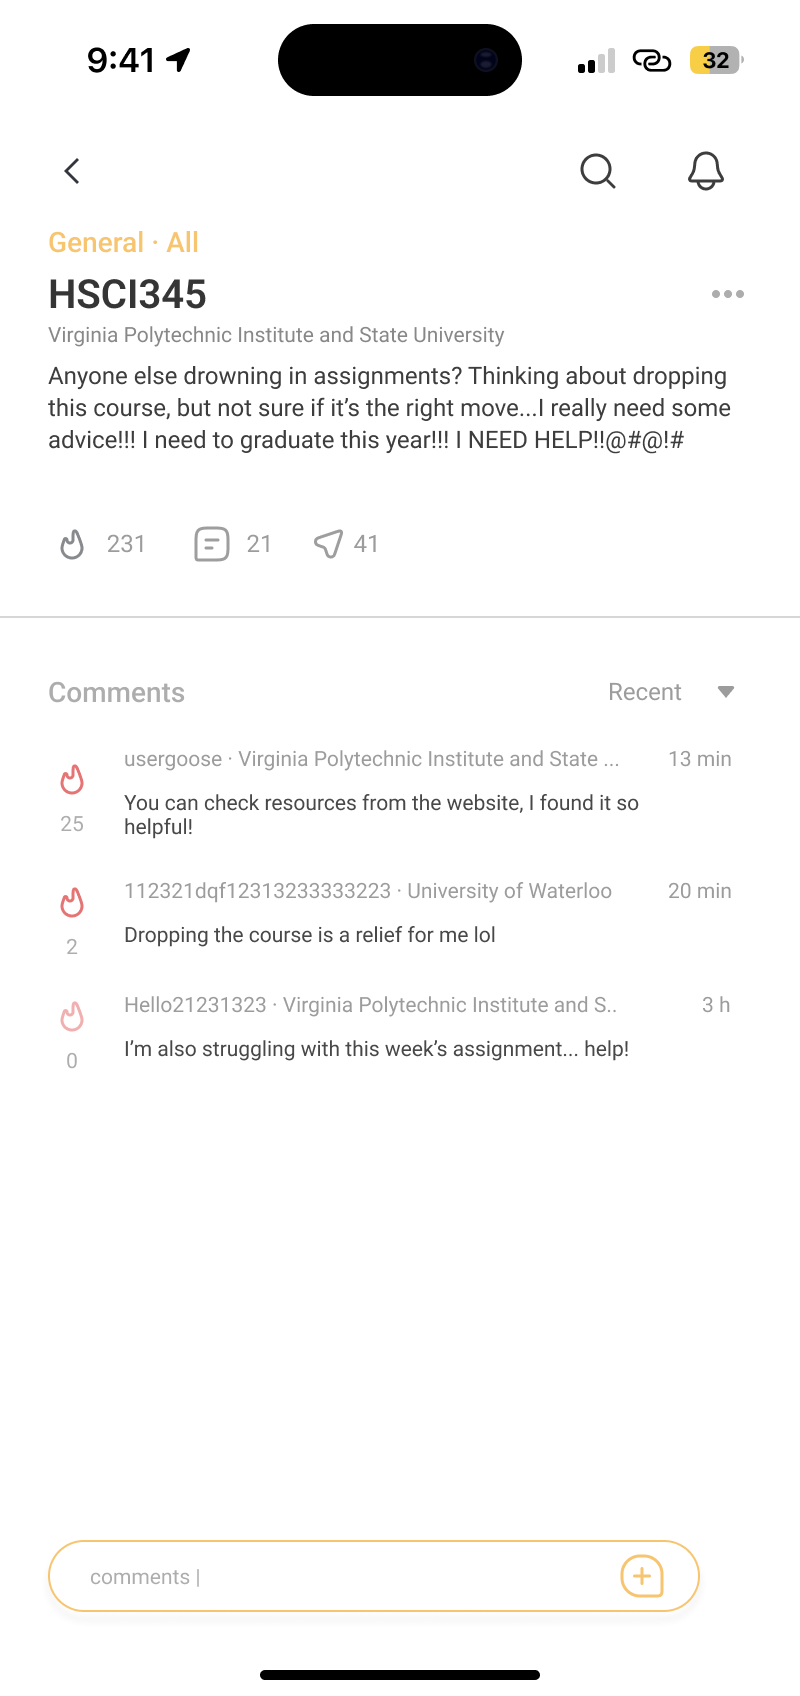 9:41
32
General · All
HSCI345
Virginia Polytechnic Institute and State University
Anyone else drowning in assignments? Thinking about dropping
this course, but not sure if it’s the right move...I really need some
advice!!! I need to graduate this year!!! I NEED HELP!!@#@!#
231 21 41
Comments Recent
usergoose · Virginia Polytechnic Institute and State ... 13 min
You can check resources from the website, I found it so
helpful!
25
112321dqf12313233333223 · University of Waterloo 20 min
Dropping the course is a relief for me lol
2
Hello21231323 · Virginia Polytechnic Institute and S.. 3 h
I’m also struggling with this week’s assignment... help!
0
comments |